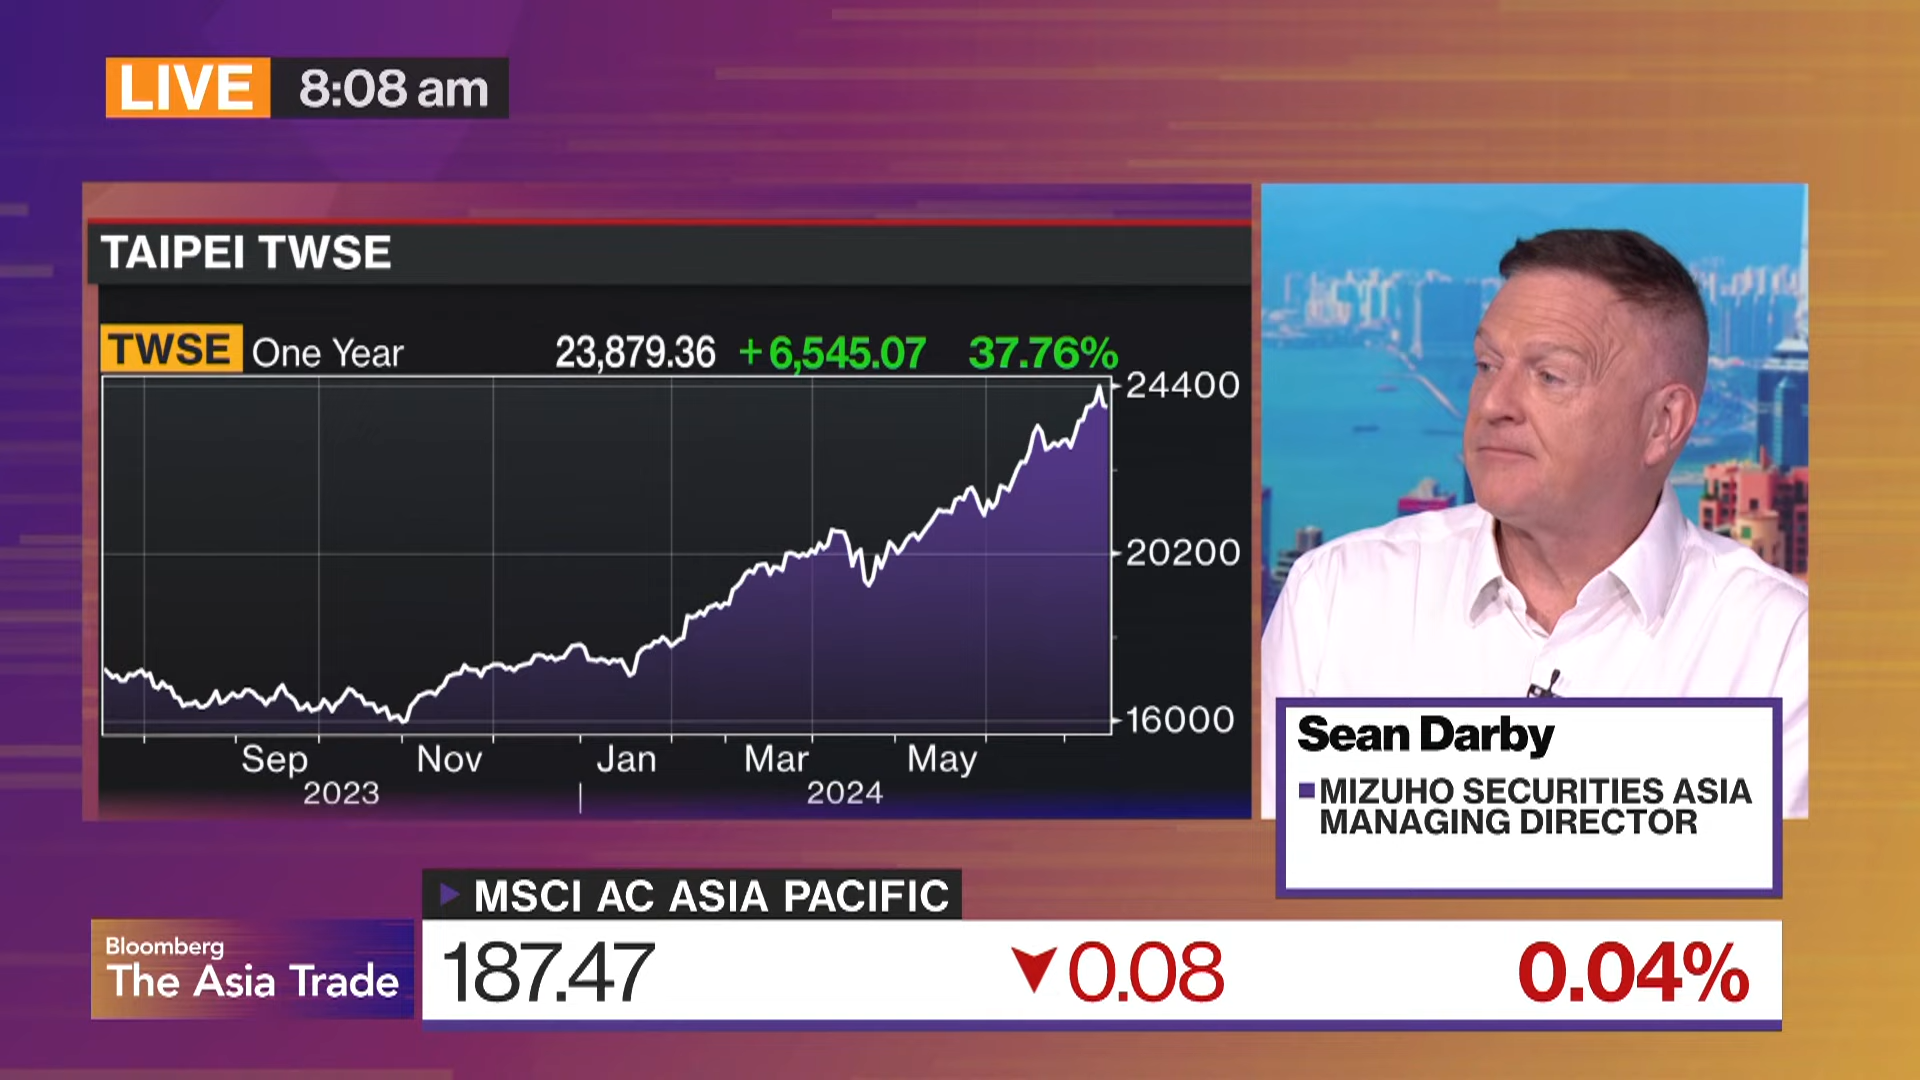 LIVE 8:08 am
TAIPEI TWSE
TWSE One Year 23,879.36 +6,545.07 37.76%
24400
20200
16000
Sep Nov Jan Mar May
2023 2024
Sean Darby
MIZUHO SECURITIES ASIA
MANAGING DIRECTOR
MSCI AC ASIA PACIFIC
187.47 0.08 0.04%
Bloomberg
The Asia Trade